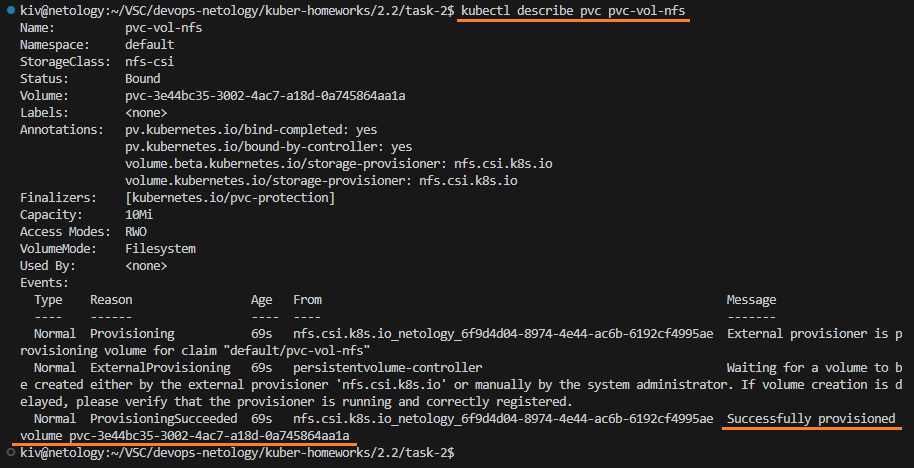 kiv@netology:~/VSC/devops-netology/kuber-homeworks/2.2/task-2$ kubectl describe pvc pvc-vol-nfs
Name:          pvc-vol-nfs
Namespace:     default
StorageClass:  nfs-csi
Status:        Bound
Volume:        pvc-3e44bc35-3002-4ac7-a18d-0a745864aa1a
Labels:        <none>
Annotations:   pv.kubernetes.io/bind-completed: yes
               pv.kubernetes.io/bound-by-controller: yes
               volume.beta.kubernetes.io/storage-provisioner: nfs.csi.k8s.io
               volume.kubernetes.io/storage-provisioner: nfs.csi.k8s.io
Finalizers:    [kubernetes.io/pvc-protection]
Capacity:      10Mi
Access Modes:  RWO
VolumeMode:    Filesystem
Used By:       <none>
Events:
  Type    Reason                 Age   From                                                          Message
  ----    ------                 ----  ----                                                          -------
  Normal  Provisioning           69s   nfs.csi.k8s.io_netology_6f9d4d04-8974-4e44-ac6b-6192cf4995ae  External provisioner is p
rovisioning volume for claim "default/pvc-vol-nfs"
  Normal  ExternalProvisioning   69s   persistentvolume-controller                                   Waiting for a volume to b
e created either by the external provisioner 'nfs.csi.k8s.io' or manually by the system administrator. If volume creation is d
elayed, please verify that the provisioner is running and correctly registered.
  Normal  ProvisioningSucceeded  69s   nfs.csi.k8s.io_netology_6f9d4d04-8974-4e44-ac6b-6192cf4995ae  Successfully provisioned
volume pvc-3e44bc35-3002-4ac7-a18d-0a745864aa1a
kiv@netology:~/VSC/devops-netology/kuber-homeworks/2.2/task-2$